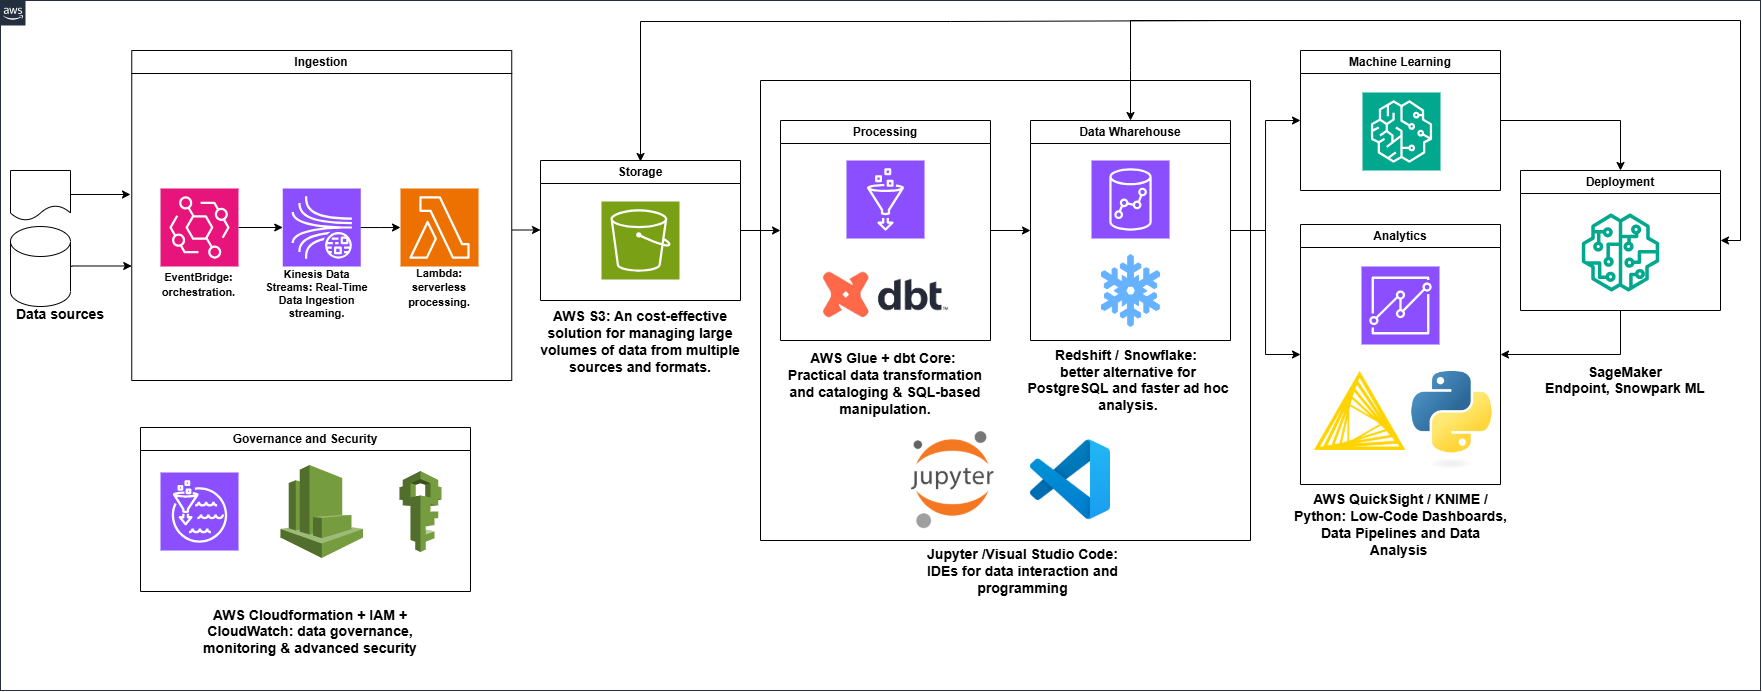 aws
Ingestion
EventBridge:
orchestration.
Kinesis Data
Streams: Real-Time
Data Ingestion
streaming.
Lambda:
serverless
processing.
Data sources
Storage
AWS S3: An cost-effective
solution for managing large
volumes of data from multiple
sources and formats.
Processing
dbt
AWS Glue + dbt Core:
Practical data transformation
and cataloging & SQL-based
manipulation.
Data Wharehouse
Redshift / Snowflake:
better alternative for
PostgreSQL and faster ad hoc
analysis.
jupyter
Jupyter /Visual Studio Code:
IDEs for data interaction and
programming
Machine Learning
Analytics
AWS QuickSight / KNIME /
Python: Low-Code Dashboards,
Data Pipelines and Data
Analysis
Deployment
SageMaker
Endpoint, Snowpark ML
Governance and Security
AWS Cloudformation + IAM +
CloudWatch: data governance,
monitoring & advanced security